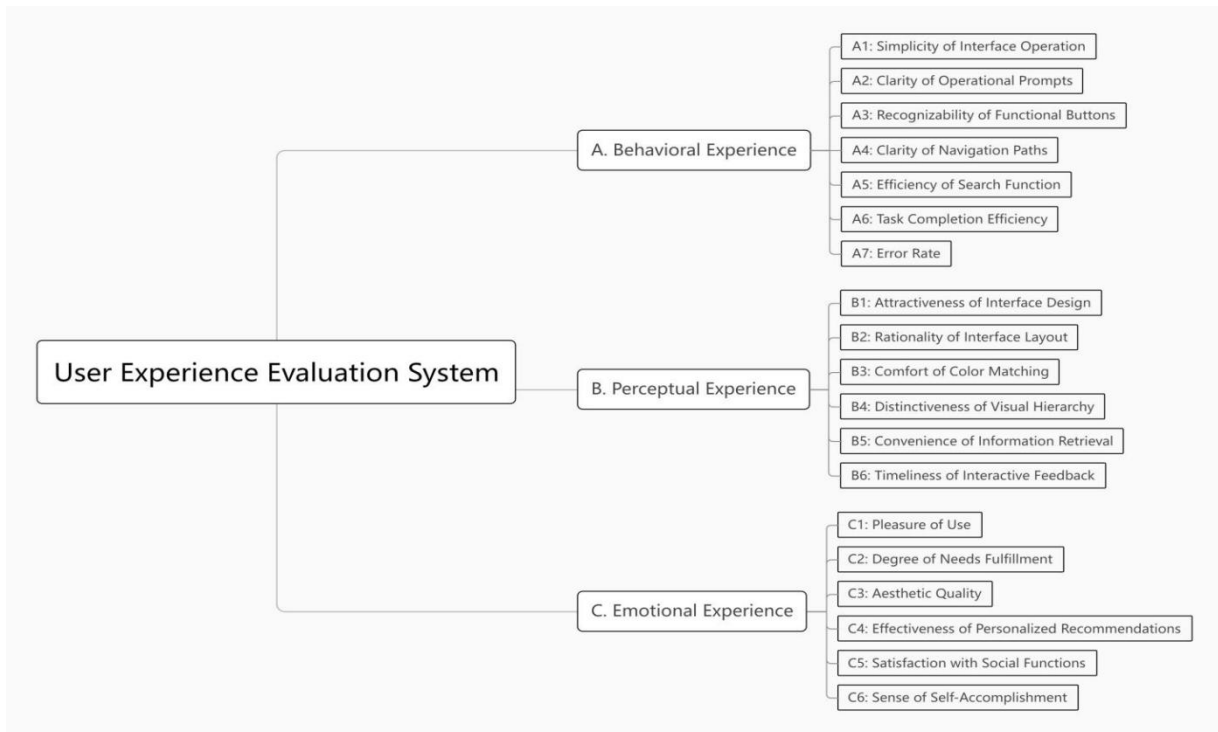 User Experience Evaluation System
A. Behavioral Experience
A1: Simplicity of Interface Operation
A2: Clarity of Operational Prompts
A3: Recognizability of Functional Buttons
A4: Clarity of Navigation Paths
A5: Efficiency of Search Function
A6: Task Completion Efficiency
A7: Error Rate
B. Perceptual Experience
B1: Attractiveness of Interface Design
B2: Rationality of Interface Layout
B3: Comfort of Color Matching
B4: Distinctiveness of Visual Hierarchy
B5: Convenience of Information Retrieval
B6: Timeliness of Interactive Feedback
C. Emotional Experience
C1: Pleasure of Use
C2: Degree of Needs Fulfillment
C3: Aesthetic Quality
C4: Effectiveness of Personalized Recommendations
C5: Satisfaction with Social Functions
C6: Sense of Self-Accomplishment